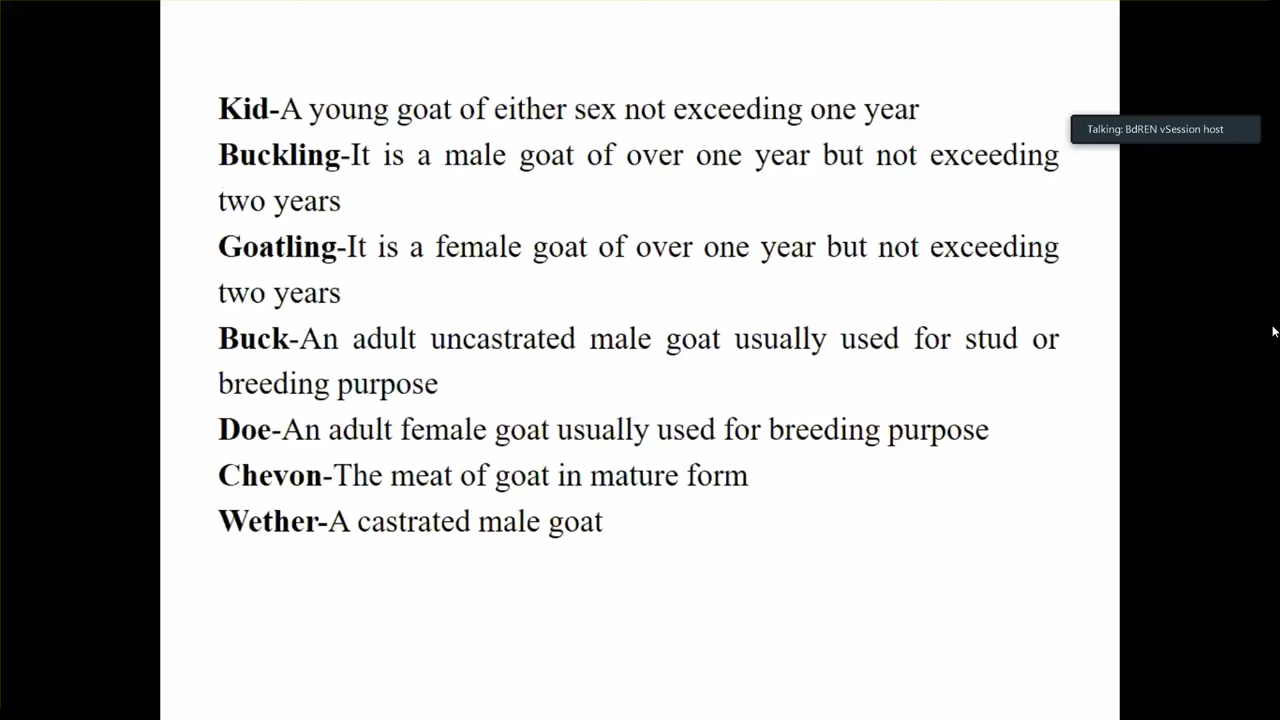 Kid-A young goat of either sex not exceeding one year
Talking: BdREN vSession host
Buckling-It is a male goat of over one year but not exceeding
two years
Goatling-It is a female goat of over one year but not exceeding
two years
Buck-An adult uncastrated male goat usually used for stud or
breeding purpose
Doe-An adult female goat usually used for breeding purpose
Chevon-The meat of goat in mature form
Wether-A castrated male goat